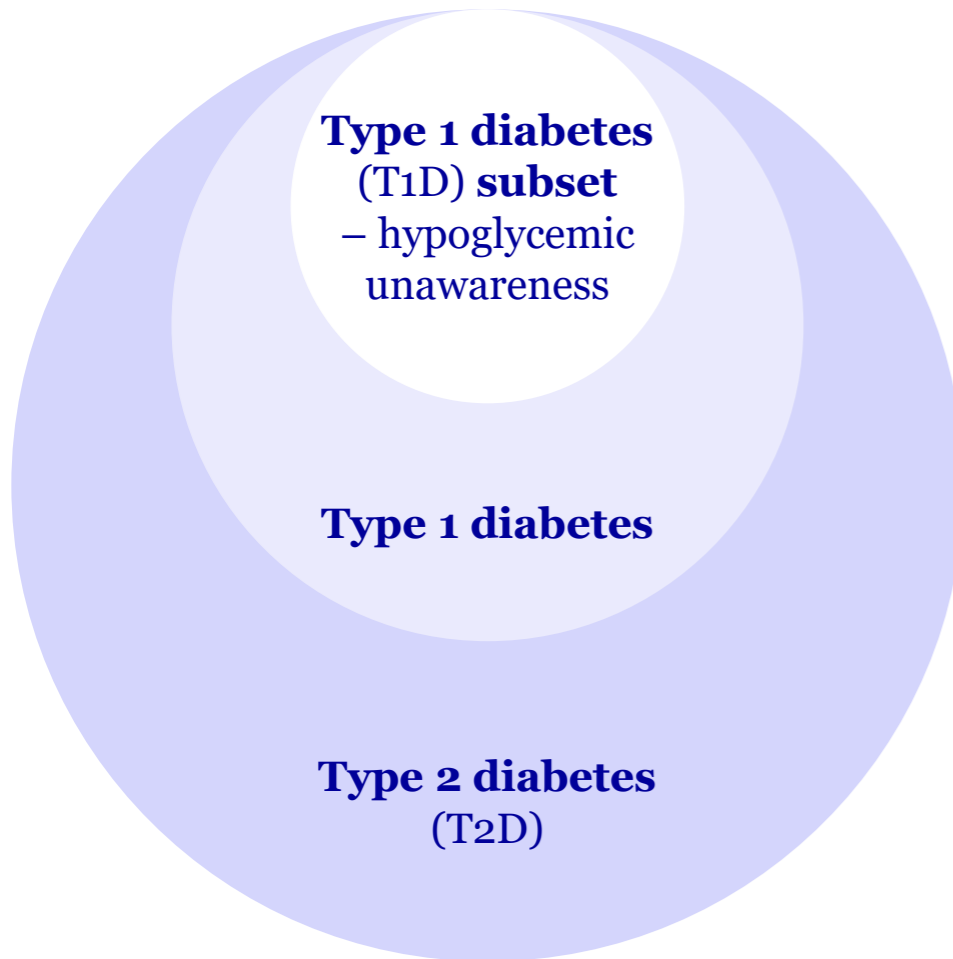 Type 1 diabetes
(T1D) subset
– hypoglycemic
unawareness
Type 1 diabetes
Type 2 diabetes
(T2D)